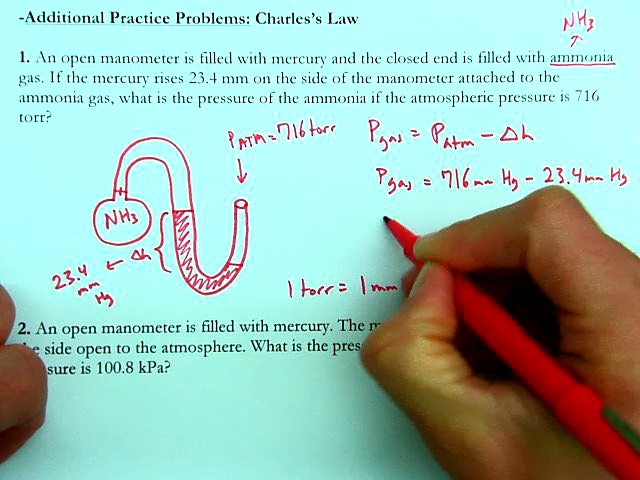 -Additional Practice Problems: Charles's Law
NH3
1. An open manometer is filled with mercury and the closed end is filled with ammonia
gas. If the mercury rises 23.4 mm on the side of the manometer attached to the
ammonia gas, what is the pressure of the ammonia if the atmospheric pressure is 716
torr?
PATM = 716 torr
Pgas = Patm - Δh
Pgas = 716 mm Hg - 23.4 mm Hg
NH3
Δh
23.4
mm
Hg
1 torr = 1 mm
2. An open manometer is filled with mercury. The
side open to the atmosphere. What is the
is 100.8 kPa?